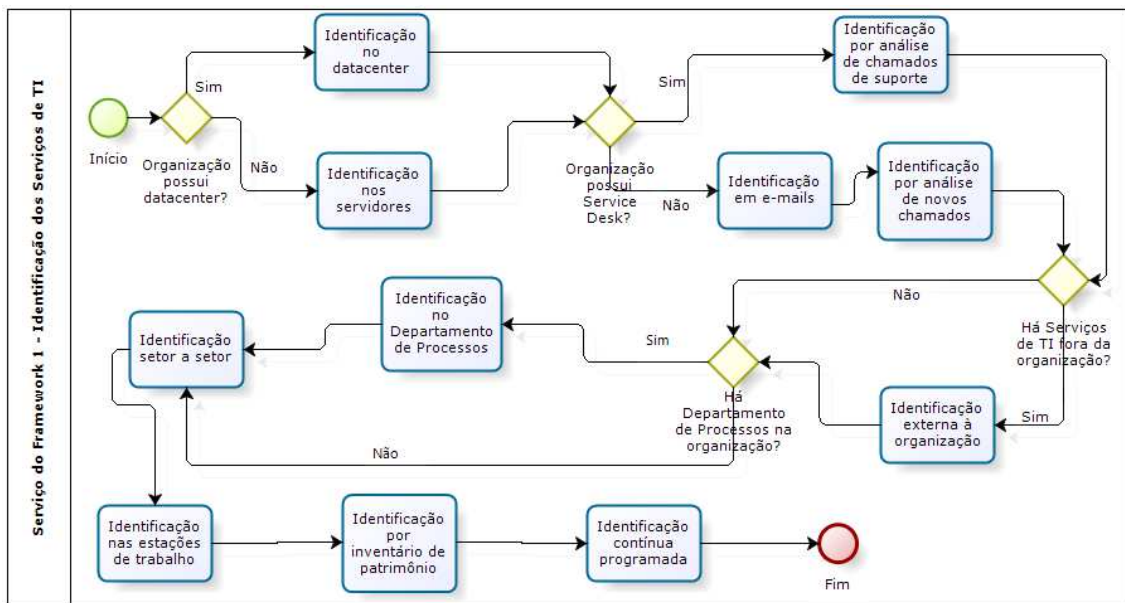 Serviço do Framework 1 - Identificação dos Serviços de TI
Início
Organização
possui
datacenter?
Sim
Não
Identificação
no
datacenter
Identificação
nos
servidores
Organização
possui
Service
Desk?
Sim
Não
Identificação
por análise
de chamados
de suporte
Identificação
em e-mails
Identificação
por análise
de novos
chamados
Há Serviços
de TI fora da
organização?
Não
Sim
Identificação
externa à
organização
Há
Departamento
de Processos na
organização?
Sim
Não
Identificação
no
Departamento
de Processos
Identificação
setor a setor
Identificação
nas estações
de trabalho
Identificação
por
inventário de
patrimônio
Identificação
contínua
programada
Fim